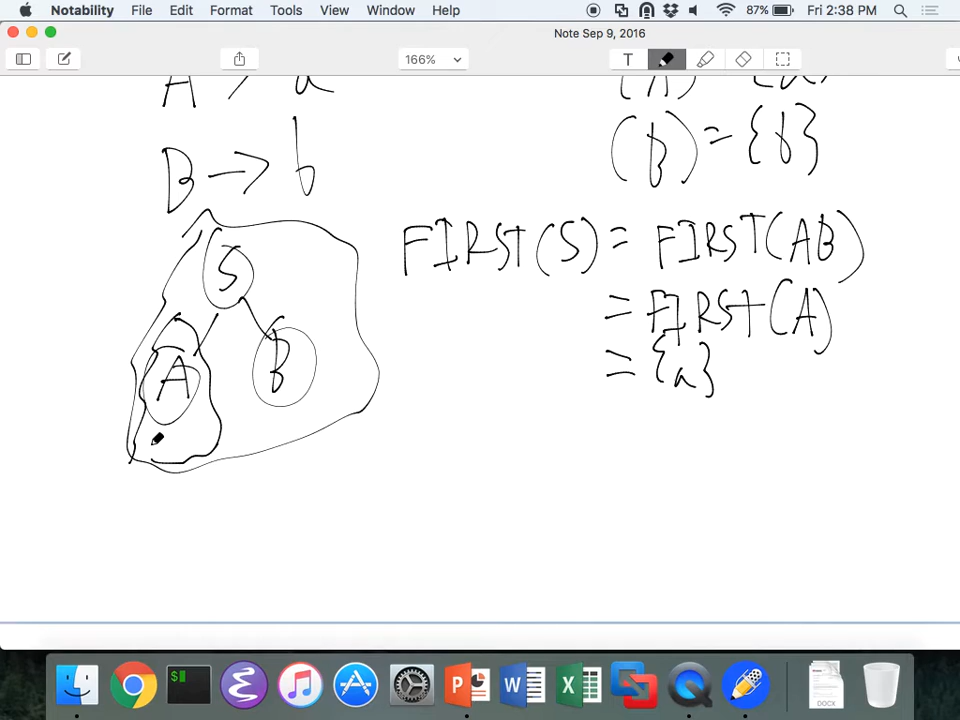 Notability File Edit Format Tools View Window Help 87% Fri 2:38 PM
Note Sep 9, 2016
166% T
A → a
(A) = {a}
B → b
(B) = {b}
FIRST(S) = FIRST(AB)
= FIRST(A)
= {a}
S
A B
$
P W X
DOCX